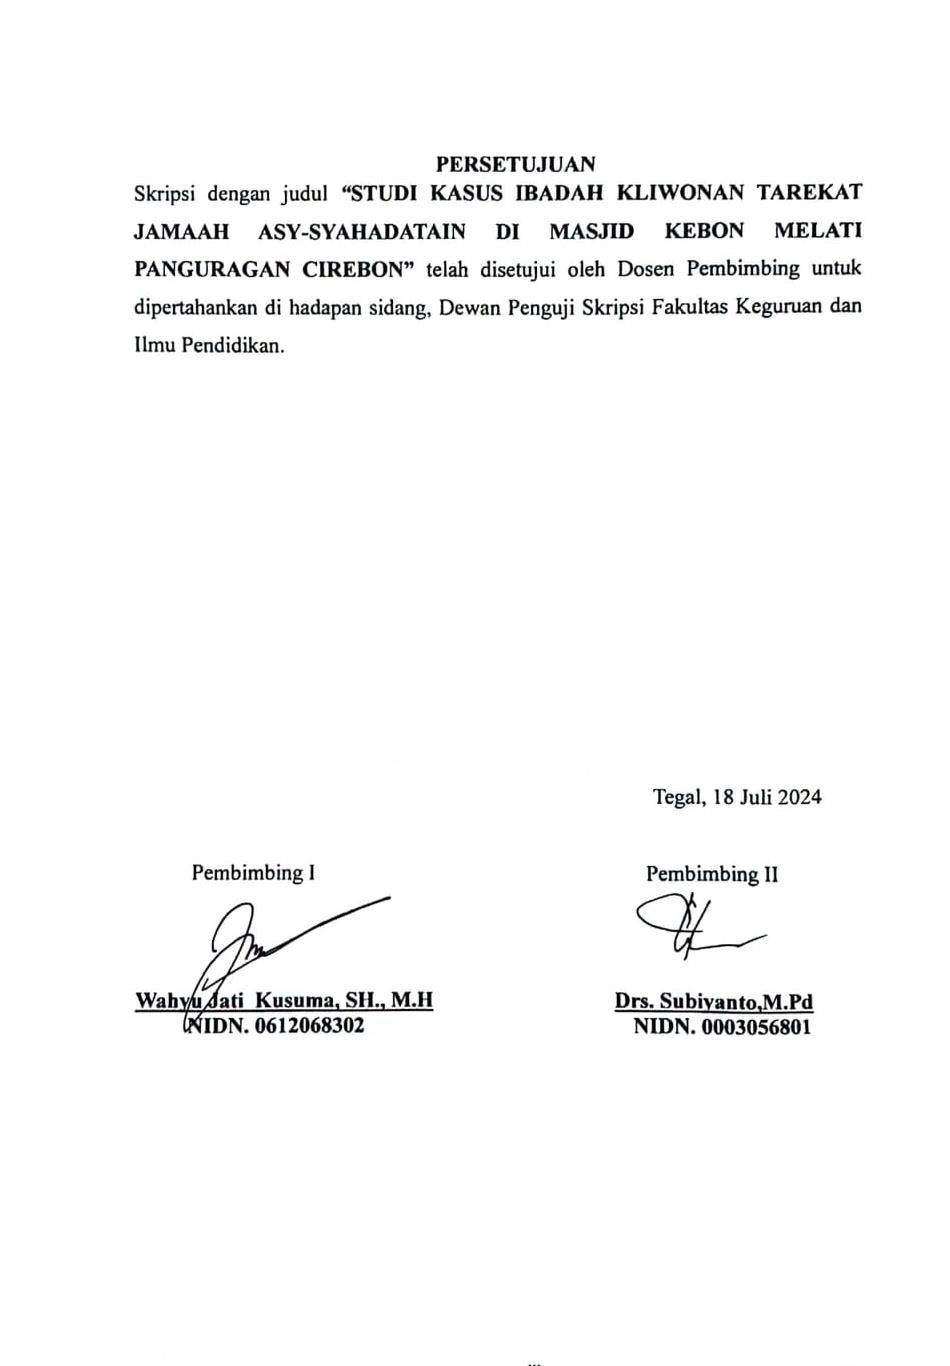 PERSETUJUAN
Skripsi dengan judul “STUDI KASUS IBADAH KLIWONAN TAREKAT
JAMAAH ASY-SYAHADATAIN DI MASJID KEBON MELATI
PANGURAGAN CIREBON” telah disetujui oleh Dosen Pembimbing untuk
dipertahankan di hadapan sidang, Dewan Penguji Skripsi Fakultas Keguruan dan
Ilmu Pendidikan.
Tegal, 18 Juli 2024
Pembimbing I
Pembimbing II
Wahyu Jati Kusuma, SH., M.H
Drs. Subiyanto,M.Pd
NIDN. 0612068302
NIDN. 0003056801